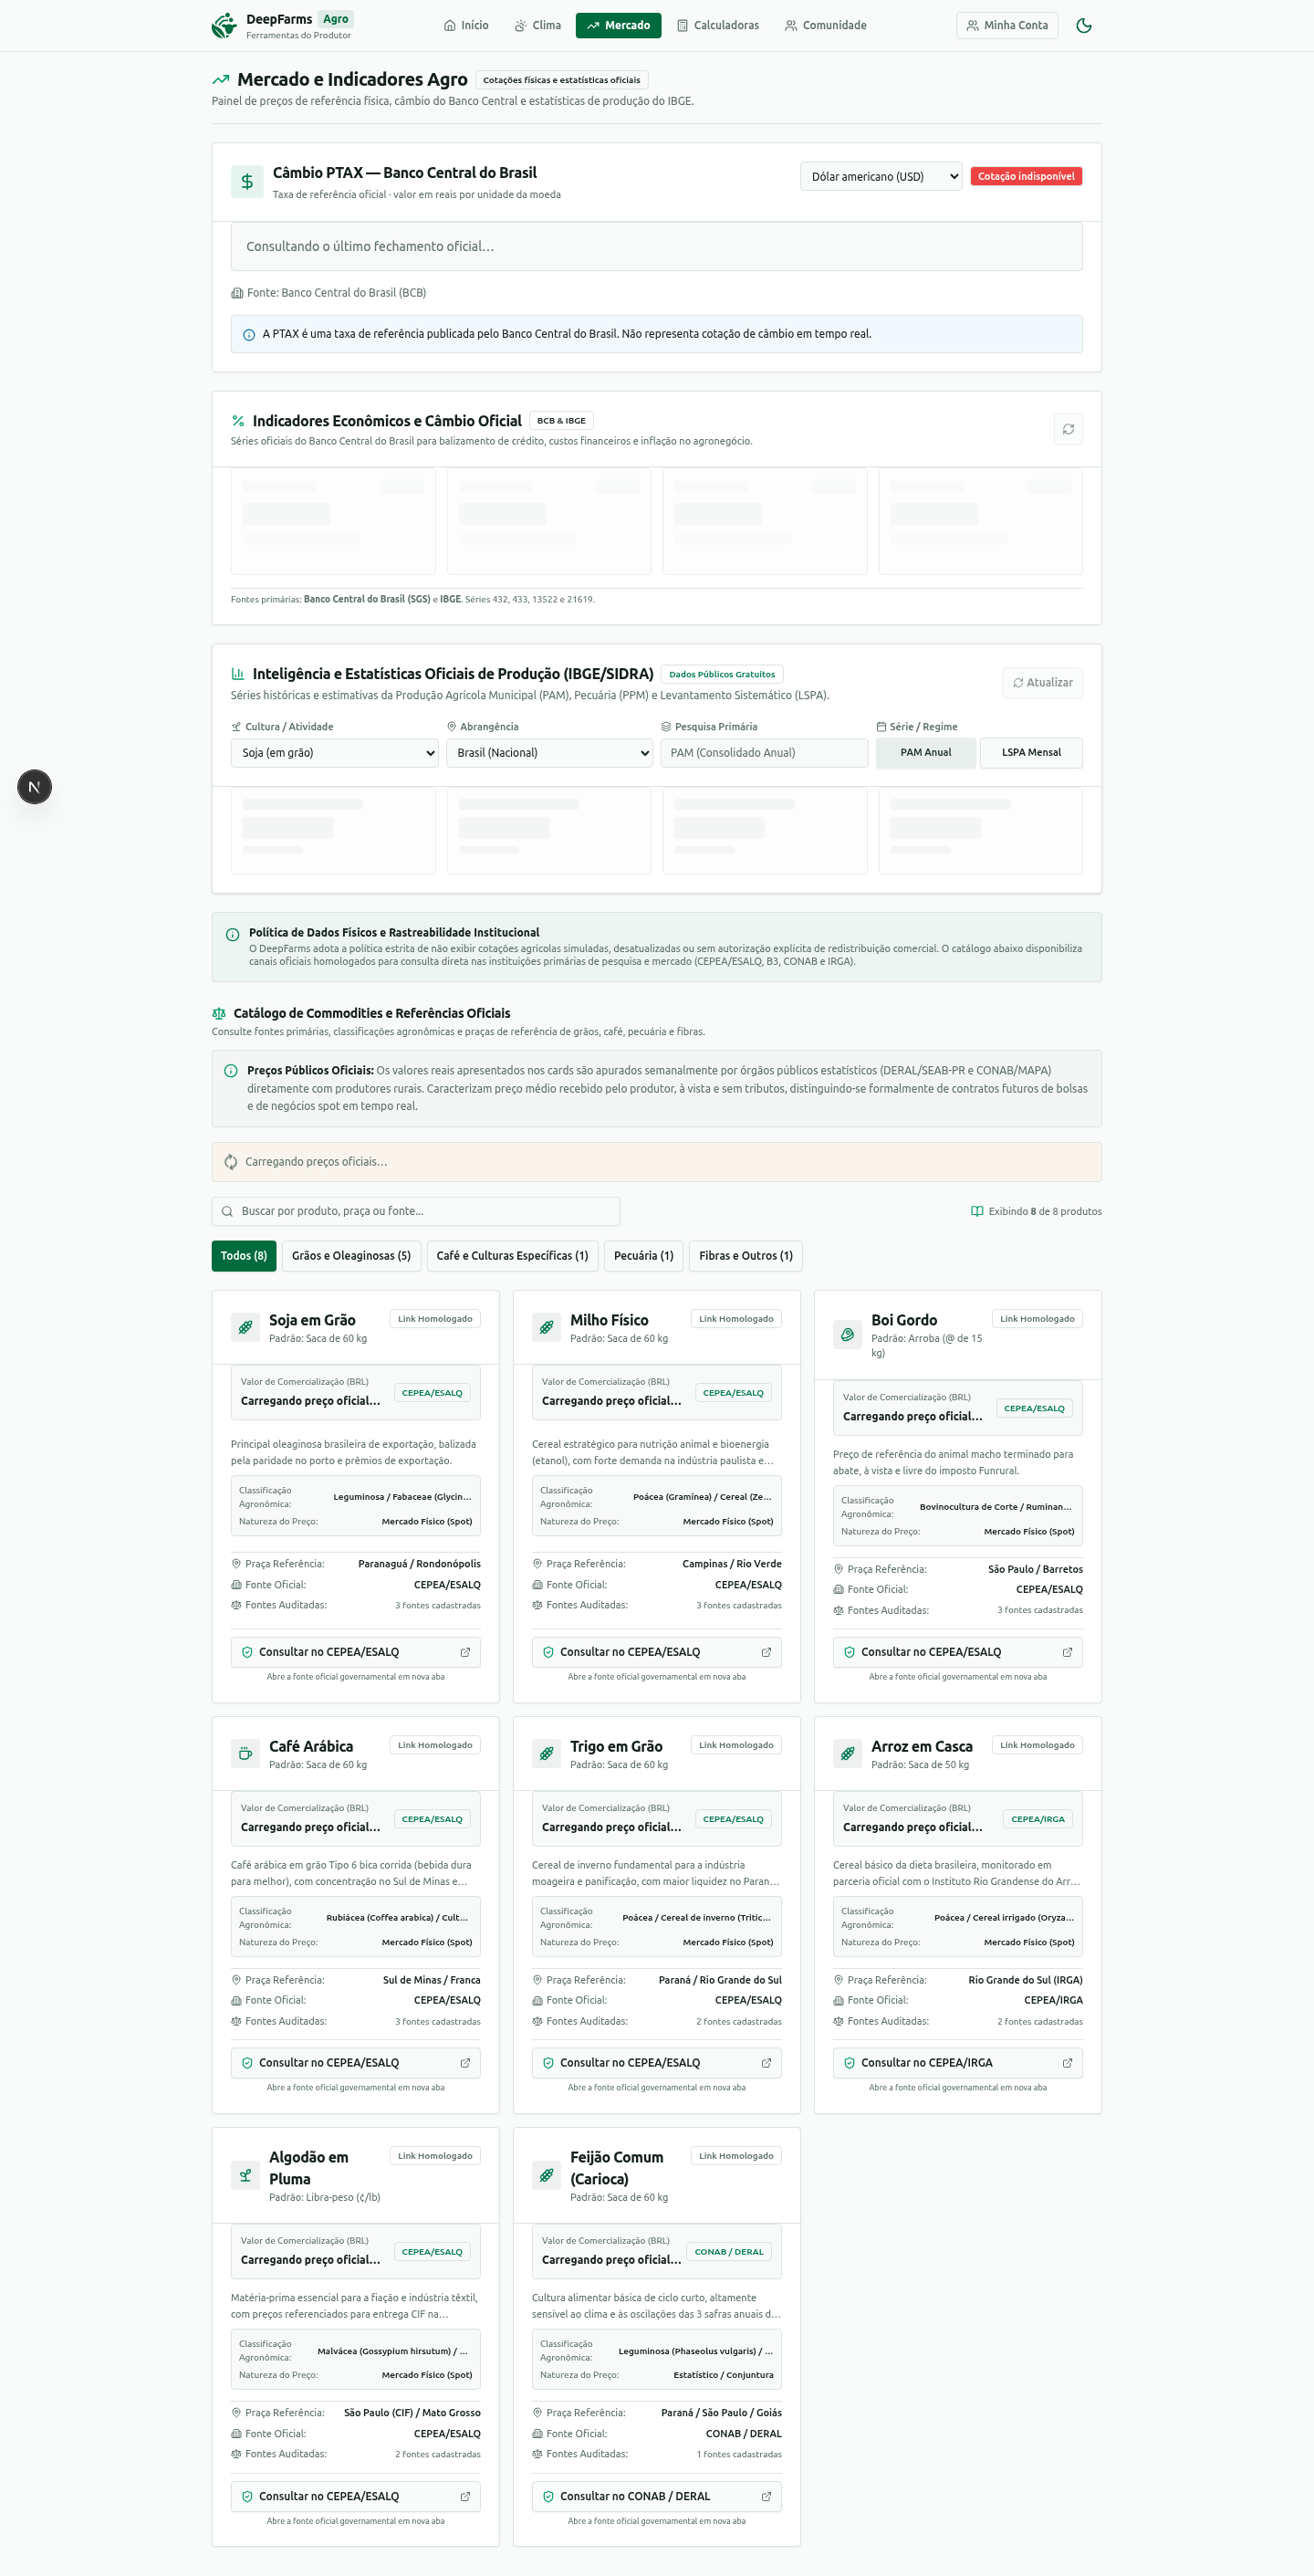 DeepFarms Agro
Ferramentas do Produtor
Início
Clima
Mercado
Calculadoras
Comunidade
Minha Conta
Mercado e Indicadores Agro
Cotações físicas e estatísticas oficiais
Painel de preços de referência física, câmbio do Banco Central e estatísticas de produção do IBGE.
Câmbio PTAX — Banco Central do Brasil
Taxa de referência oficial · valor em reais por unidade da moeda
Dólar americano (USD)
Cotação indisponível
Consultando o último fechamento oficial…
Fonte: Banco Central do Brasil (BCB)
A PTAX é uma taxa de referência publicada pelo Banco Central do Brasil. Não representa cotação de câmbio em tempo real.
Indicadores Econômicos e Câmbio Oficial
BCB & IBGE
Séries oficiais do Banco Central do Brasil para balizamento de crédito, custos financeiros e inflação no agronegócio.
Fontes primárias: Banco Central do Brasil (SGS) e IBGE. Séries 432, 433, 13522 e 21619.
Inteligência e Estatísticas Oficiais de Produção (IBGE/SIDRA)
Dados Públicos Gratuitos
Séries históricas e estimativas da Produção Agrícola Municipal (PAM), Pecuária (PPM) e Levantamento Sistemático (LSPA).
Atualizar
Cultura / Atividade
Abrangência
Pesquisa Primária
Série / Regime
Soja (em grão)
Brasil (Nacional)
PAM (Consolidado Anual)
PAM Anual
LSPA Mensal
N
Política de Dados Físicos e Rastreabilidade Institucional
O DeepFarms adota a política estrita de não exibir cotações agrícolas simuladas, desatualizadas ou sem autorização explícita de redistribuição comercial. O catálogo abaixo disponibiliza
canais oficiais homologados para consulta direta nas instituições primárias de pesquisa e mercado (CEPEA/ESALQ, B3, CONAB e IRGA).
Catálogo de Commodities e Referências Oficiais
Consulte fontes primárias, classificações agronômicas e praças de referência de grãos, café, pecuária e fibras.
Preços Públicos Oficiais: Os valores reais apresentados nos cards são apurados semanalmente por órgãos públicos estatísticos (DERAL/SEAB-PR e CONAB/MAPA)
diretamente com produtores rurais. Caracterizam preço médio recebido pelo produtor, à vista e sem tributos, distinguindo-se formalmente de contratos futuros de bolsas
e de negócios spot em tempo real.
Carregando preços oficiais…
Buscar por produto, praça ou fonte...
Exibindo 8 de 8 produtos
Todos (8)
Grãos e Oleaginosas (5)
Café e Culturas Específicas (1)
Pecuária (1)
Fibras e Outros (1)
Soja em Grão
Link Homologado
Padrão: Saca de 60 kg
Valor de Comercialização (BRL)
Carregando preço oficial…
CEPEA/ESALQ
Principal oleaginosa brasileira de exportação, balizada
pela paridade no porto e prêmios de exportação.
Classificação
Agronômica:
Leguminosa / Fabaceae (Glycin…
Natureza do Preço:
Mercado Físico (Spot)
Praça Referência:
Paranaguá / Rondonópolis
Fonte Oficial:
CEPEA/ESALQ
Fontes Auditadas:
3 fontes cadastradas
Consultar no CEPEA/ESALQ
Abre a fonte oficial governamental em nova aba
Milho Físico
Link Homologado
Padrão: Saca de 60 kg
Valor de Comercialização (BRL)
Carregando preço oficial…
CEPEA/ESALQ
Cereal estratégico para nutrição animal e bioenergia
(etanol), com forte demanda na indústria paulista e…
Classificação
Agronômica:
Poácea (Gramínea) / Cereal (Ze…
Natureza do Preço:
Mercado Físico (Spot)
Praça Referência:
Campinas / Rio Verde
Fonte Oficial:
CEPEA/ESALQ
Fontes Auditadas:
3 fontes cadastradas
Consultar no CEPEA/ESALQ
Abre a fonte oficial governamental em nova aba
Boi Gordo
Link Homologado
Padrão: Arroba (@ de 15
kg)
Valor de Comercialização (BRL)
Carregando preço oficial…
CEPEA/ESALQ
Preço de referência do animal macho terminado para
abate, à vista e livre do imposto Funrural.
Classificação
Agronômica:
Bovinocultura de Corte / Ruminan…
Natureza do Preço:
Mercado Físico (Spot)
Praça Referência:
São Paulo / Barretos
Fonte Oficial:
CEPEA/ESALQ
Fontes Auditadas:
3 fontes cadastradas
Consultar no CEPEA/ESALQ
Abre a fonte oficial governamental em nova aba
Café Arábica
Link Homologado
Padrão: Saca de 60 kg
Valor de Comercialização (BRL)
Carregando preço oficial…
CEPEA/ESALQ
Café arábica em grão Tipo 6 bica corrida (bebida dura
para melhor), com concentração no Sul de Minas e…
Classificação
Agronômica:
Rubiácea (Coffea arabica) / Cult…
Natureza do Preço:
Mercado Físico (Spot)
Praça Referência:
Sul de Minas / Franca
Fonte Oficial:
CEPEA/ESALQ
Fontes Auditadas:
3 fontes cadastradas
Consultar no CEPEA/ESALQ
Abre a fonte oficial governamental em nova aba
Trigo em Grão
Link Homologado
Padrão: Saca de 60 kg
Valor de Comercialização (BRL)
Carregando preço oficial…
CEPEA/ESALQ
Cereal de inverno fundamental para a indústria
moageira e panificação, com maior liquidez no Paran…
Classificação
Agronômica:
Poácea / Cereal de inverno (Tritic…
Natureza do Preço:
Mercado Físico (Spot)
Praça Referência:
Paraná / Rio Grande do Sul
Fonte Oficial:
CEPEA/ESALQ
Fontes Auditadas:
2 fontes cadastradas
Consultar no CEPEA/ESALQ
Abre a fonte oficial governamental em nova aba
Arroz em Casca
Link Homologado
Padrão: Saca de 50 kg
Valor de Comercialização (BRL)
Carregando preço oficial…
CEPEA/IRGA
Cereal básico da dieta brasileira, monitorado em
parceria oficial com o Instituto Rio Grandense do Arr…
Classificação
Agronômica:
Poácea / Cereal irrigado (Oryza…
Natureza do Preço:
Mercado Físico (Spot)
Praça Referência:
Rio Grande do Sul (IRGA)
Fonte Oficial:
CEPEA/IRGA
Fontes Auditadas:
2 fontes cadastradas
Consultar no CEPEA/IRGA
Abre a fonte oficial governamental em nova aba
Algodão em
Pluma
Link Homologado
Padrão: Libra-peso (¢/lb)
Valor de Comercialização (BRL)
Carregando preço oficial…
CEPEA/ESALQ
Matéria-prima essencial para a fiação e indústria têxtil,
com preços referenciados para entrega CIF na…
Classificação
Agronômica:
Malvácea (Gossypium hirsutum) / …
Natureza do Preço:
Mercado Físico (Spot)
Praça Referência:
São Paulo (CIF) / Mato Grosso
Fonte Oficial:
CEPEA/ESALQ
Fontes Auditadas:
2 fontes cadastradas
Consultar no CEPEA/ESALQ
Abre a fonte oficial governamental em nova aba
Feijão Comum
(Carioca)
Link Homologado
Padrão: Saca de 60 kg
Valor de Comercialização (BRL)
Carregando preço oficial…
CONAB / DERAL
Cultura alimentar básica de ciclo curto, altamente
sensível ao clima e às oscilações das 3 safras anuais d…
Classificação
Agronômica:
Leguminosa (Phaseolus vulgaris) / …
Natureza do Preço:
Estatístico / Conjuntura
Praça Referência:
Paraná / São Paulo / Goiás
Fonte Oficial:
CONAB / DERAL
Fontes Auditadas:
1 fontes cadastradas
Consultar no CONAB / DERAL
Abre a fonte oficial governamental em nova aba